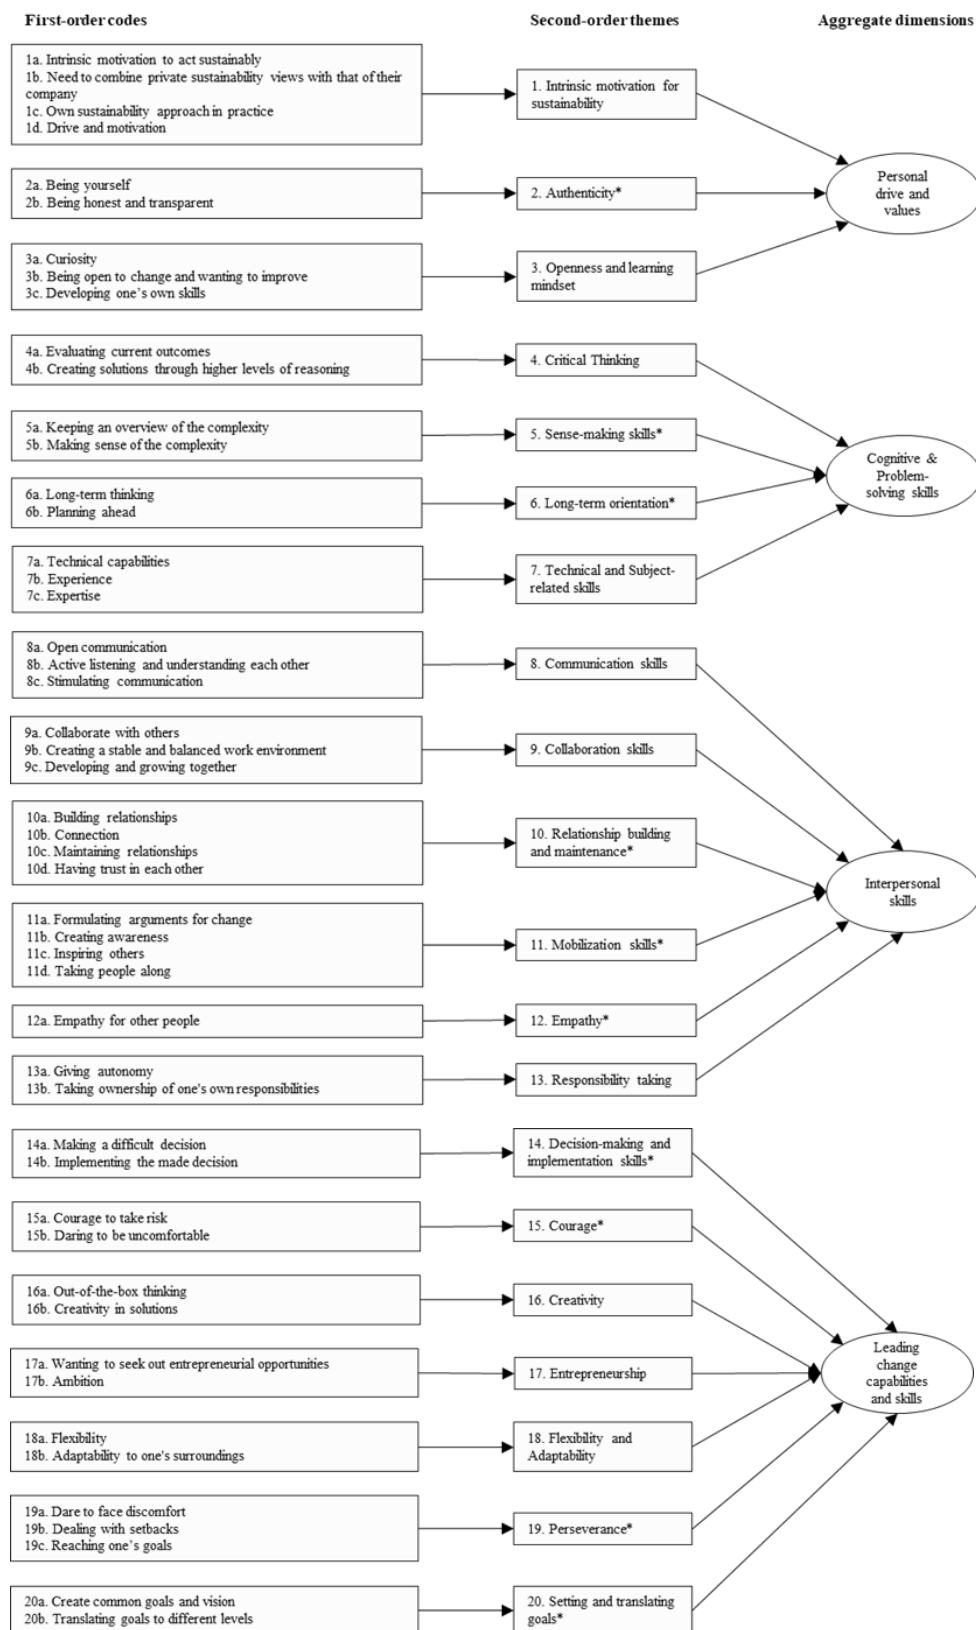 First-order codes
Second-order themes
Aggregate dimensions
1a. Intrinsic motivation to act sustainably
1b. Need to combine private sustainability views with that of their
company
1c. Own sustainability approach in practice
1d. Drive and motivation
1. Intrinsic motivation for
sustainability
2a. Being yourself
2b. Being honest and transparent
2. Authenticity*
3a. Curiosity
3b. Being open to change and wanting to improve
3c. Developing one's own skills
3. Openness and learning
mindset
Personal
drive and
values
4a. Evaluating current outcomes
4b. Creating solutions through higher levels of reasoning
4. Critical Thinking
5a. Keeping an overview of the complexity
5b. Making sense of the complexity
5. Sense-making skills*
6a. Long-term thinking
6b. Planning ahead
6. Long-term orientation*
7a. Technical capabilities
7b. Experience
7c. Expertise
7. Technical and Subject-
related skills
Cognitive &
Problem-
solving skills
8a. Open communication
8b. Active listening and understanding each other
8c. Stimulating communication
8. Communication skills
9a. Collaborate with others
9b. Creating a stable and balanced work environment
9c. Developing and growing together
9. Collaboration skills
10a. Building relationships
10b. Connection
10c. Maintaining relationships
10d. Having trust in each other
10. Relationship building
and maintenance*
11a. Formulating arguments for change
11b. Creating awareness
11c. Inspiring others
11d. Taking people along
11. Mobilization skills*
12a. Empathy for other people
12. Empathy*
13a. Giving autonomy
13b. Taking ownership of one's own responsibilities
13. Responsibility taking
Interpersonal
skills
14a. Making a difficult decision
14b. Implementing the made decision
14. Decision-making and
implementation skills*
15a. Courage to take risk
15b. Daring to be uncomfortable
15. Courage*
16a. Out-of-the-box thinking
16b. Creativity in solutions
16. Creativity
17a. Wanting to seek out entrepreneurial opportunities
17b. Ambition
17. Entrepreneurship
18a. Flexibility
18b. Adaptability to one's surroundings
18. Flexibility and
Adaptability
19a. Dare to face discomfort
19b. Dealing with setbacks
19c. Reaching one's goals
19. Perseverance*
20a. Create common goals and vision
20b. Translating goals to different levels
20. Setting and translating
goals*
Leading
change
capabilities
and skills